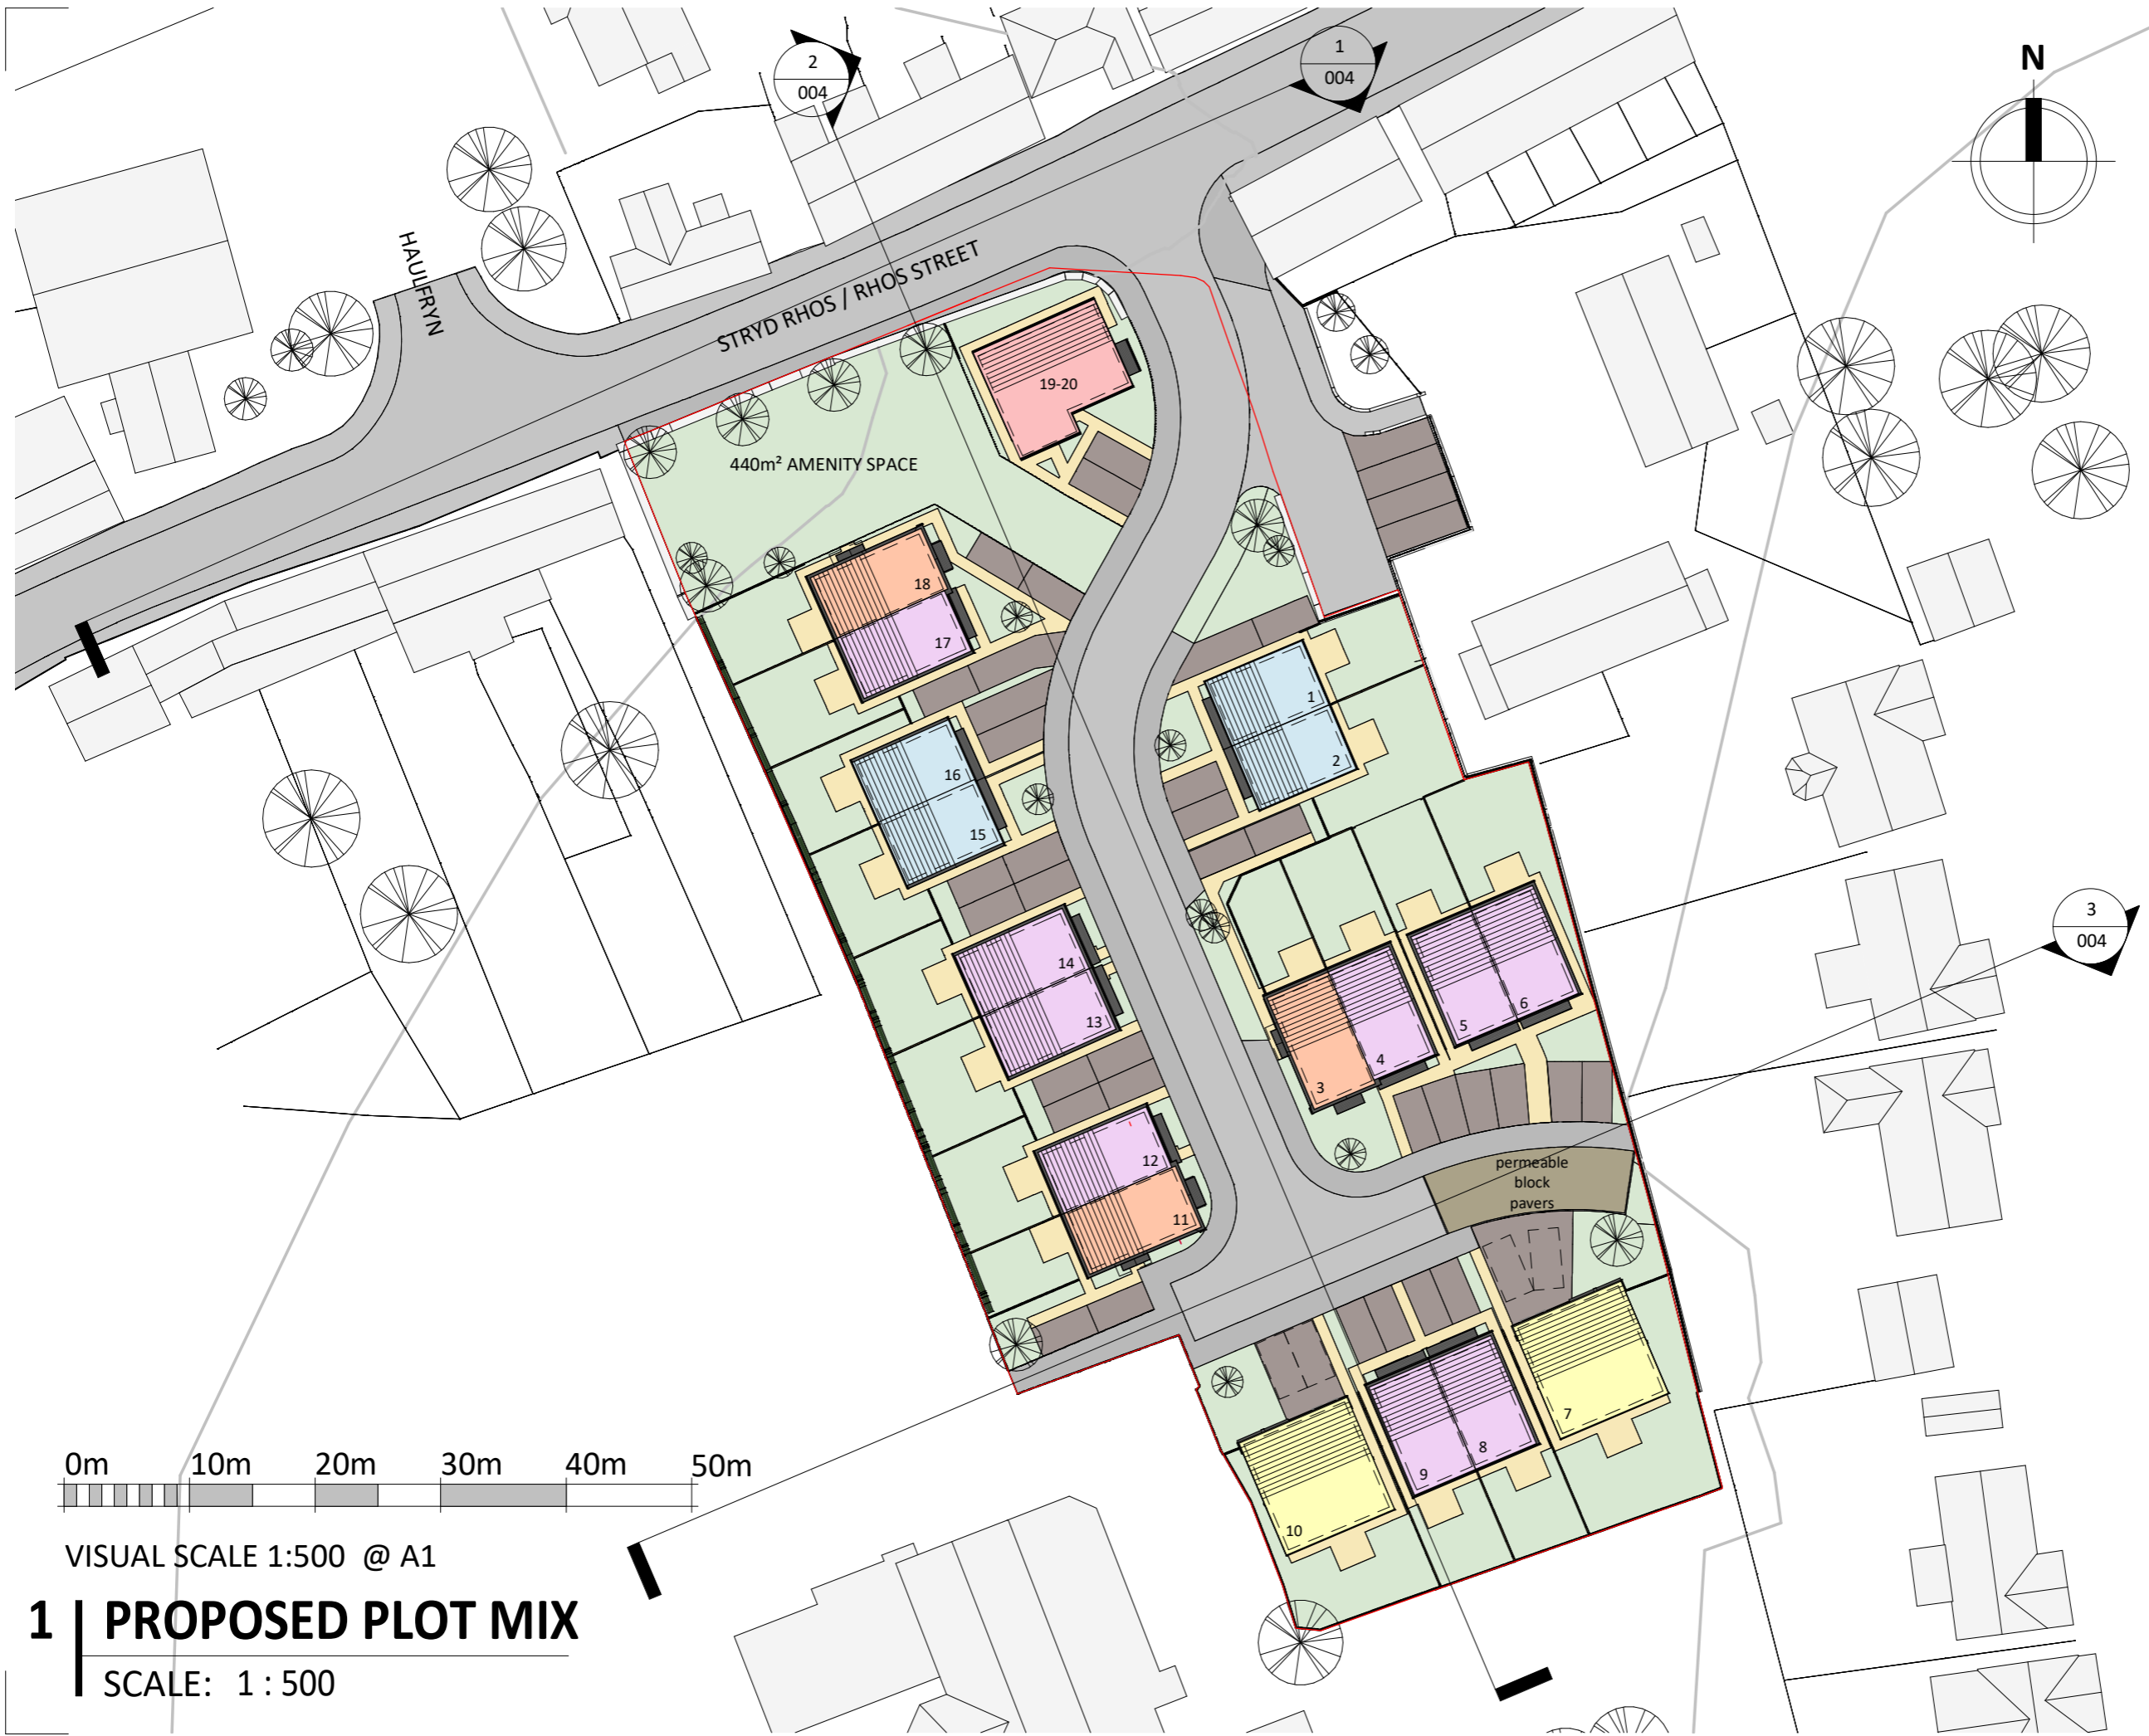 2
004
1
004
N
HAULFRYN
STRYD RHOS / RHOS STREET
19-20
440m² AMENITY SPACE
18
17
1
2
16
15
3
004
14
13
6
5
4
3
12
11
permeable
block
pavers
7
8
9
10
0m 10m 20m 30m 40m 50m
VISUAL SCALE 1:500 @ A1
1 PROPOSED PLOT MIX
SCALE: 1 : 500